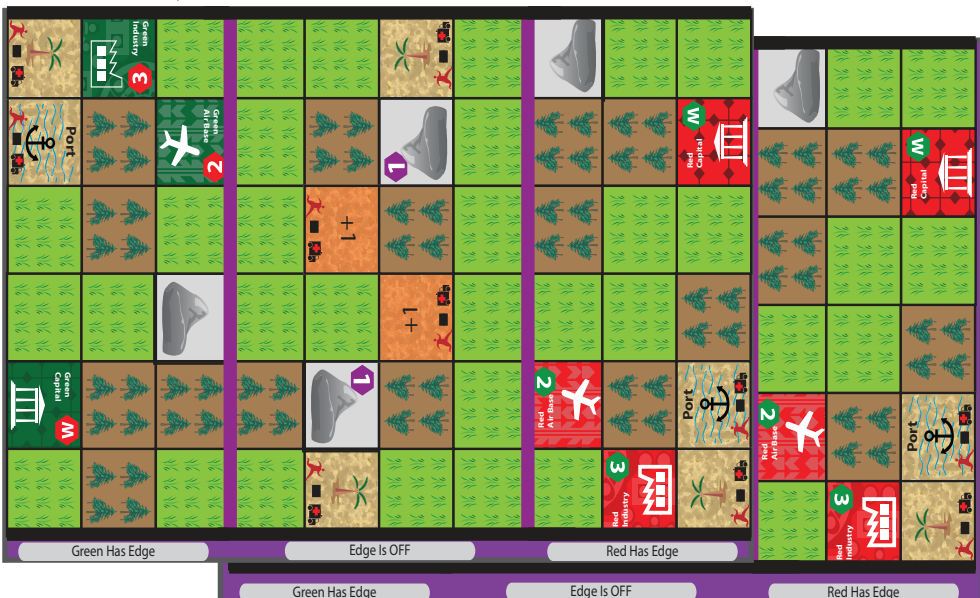 Green
Industry
3
Port
Green
Air Base
2
1
W
Red
Capital
+1
W
Red
Capital
+1
Green
Capital
W
1
2
Red
Air Base
Port
2
Red
AirBase
Port
3
Red
Industry
3
Red
Industry
Green Has Edge
Edge Is OFF
Red Has Edge
Green Has Edge
Edge Is OFF
Red Has Edge